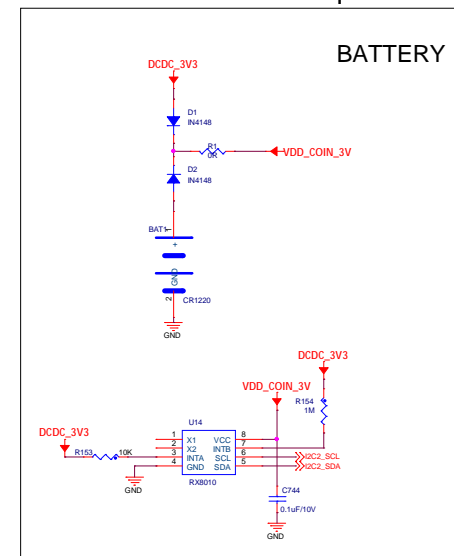 BATTERY
DCDC_3V3
D1
IN4148
R1
0R
VDD_COIN_3V
D2
IN4148
BAT1
1
+
GND
2
CR1220
GND
DCDC_3V3
VDD_COIN_3V
R154
1M
U14
DCDC_3V3
1 X1 VCC 8
2 X2 INTB 7
R153 10K 3 INTA SCL 6 I2C2_SCL
4 GND SDA 5 I2C2_SDA
RX8010
GND
C744
0.1uF/10V
GND